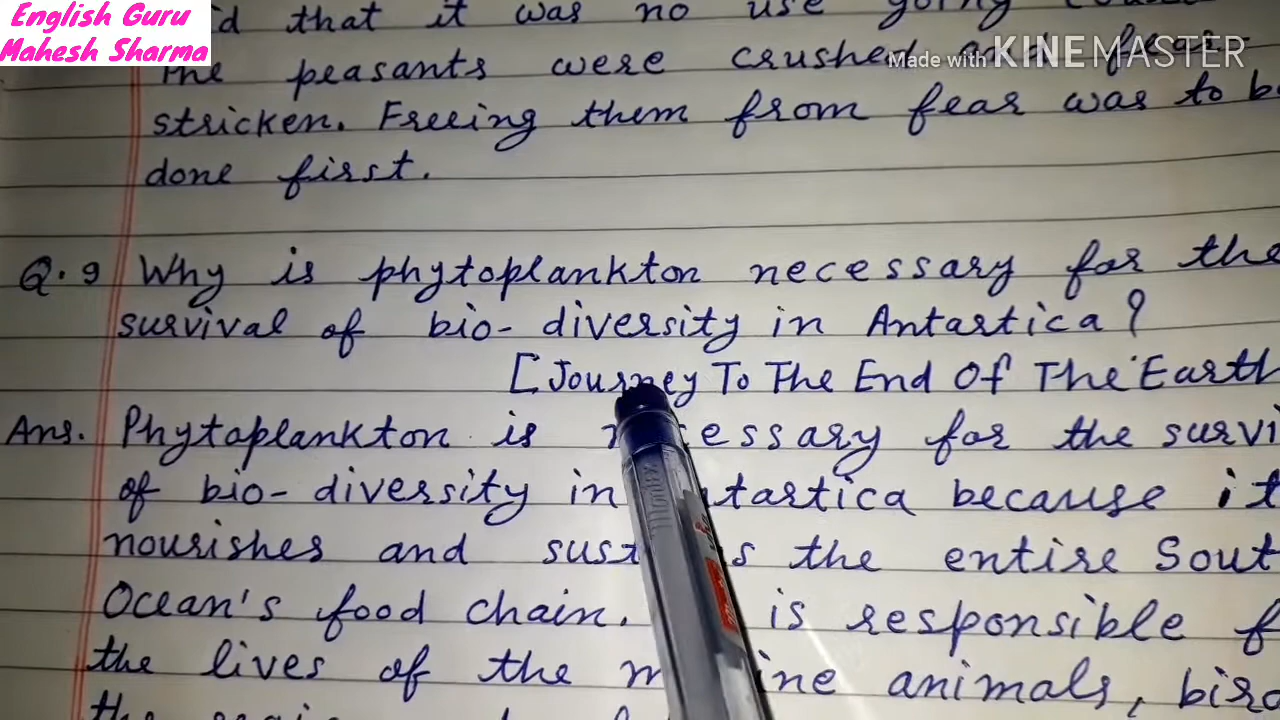 English Guru
Mahesh Sharma
Made with KINEMASTER
that it was no use going
The peasants were crushed and fear-
stricken. Freeing them from fear was to be
done first.
Q.9 Why is phytoplankton necessary for the
survival of bio-diversity in Antartica?
[Journey To The End Of The Earth
Ans. Phytoplankton is necessary for the survi
of bio-diversity in Antartica because it
nourishes and sustains the entire Sout
Ocean's food chain. is responsible f
the lives of the marine animals, bird
the